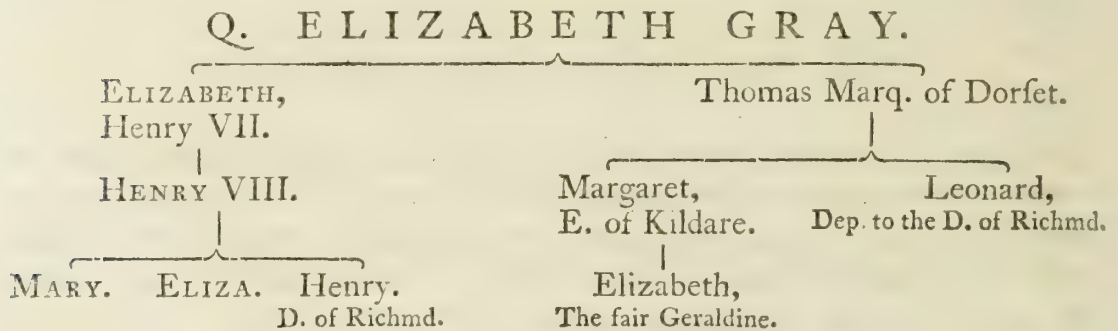 Q. ELIZABETH GRAY.
ELIZABETH,
Henry VII.
Thomas Marq. of Dorſet.
HENRY VIII.
Margaret,
E. of Kildare.
Leonard,
Dep. to the D. of Richmd.
MARY. ELIZA. Henry.
D. of Richmd.
Elizabeth,
The fair Geraldine.